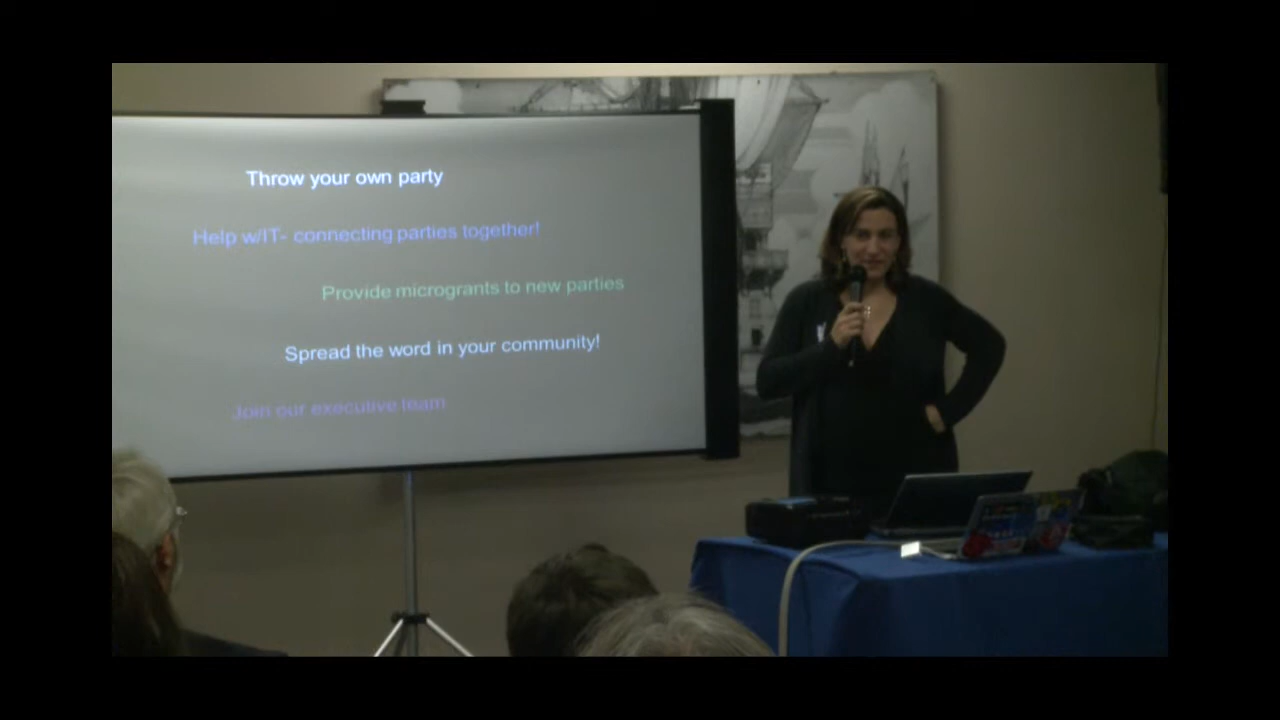 Throw your own party
Help w/IT- connecting parties together!
Provide microgrants to new parties
Spread the word in your community!
Join our executive team